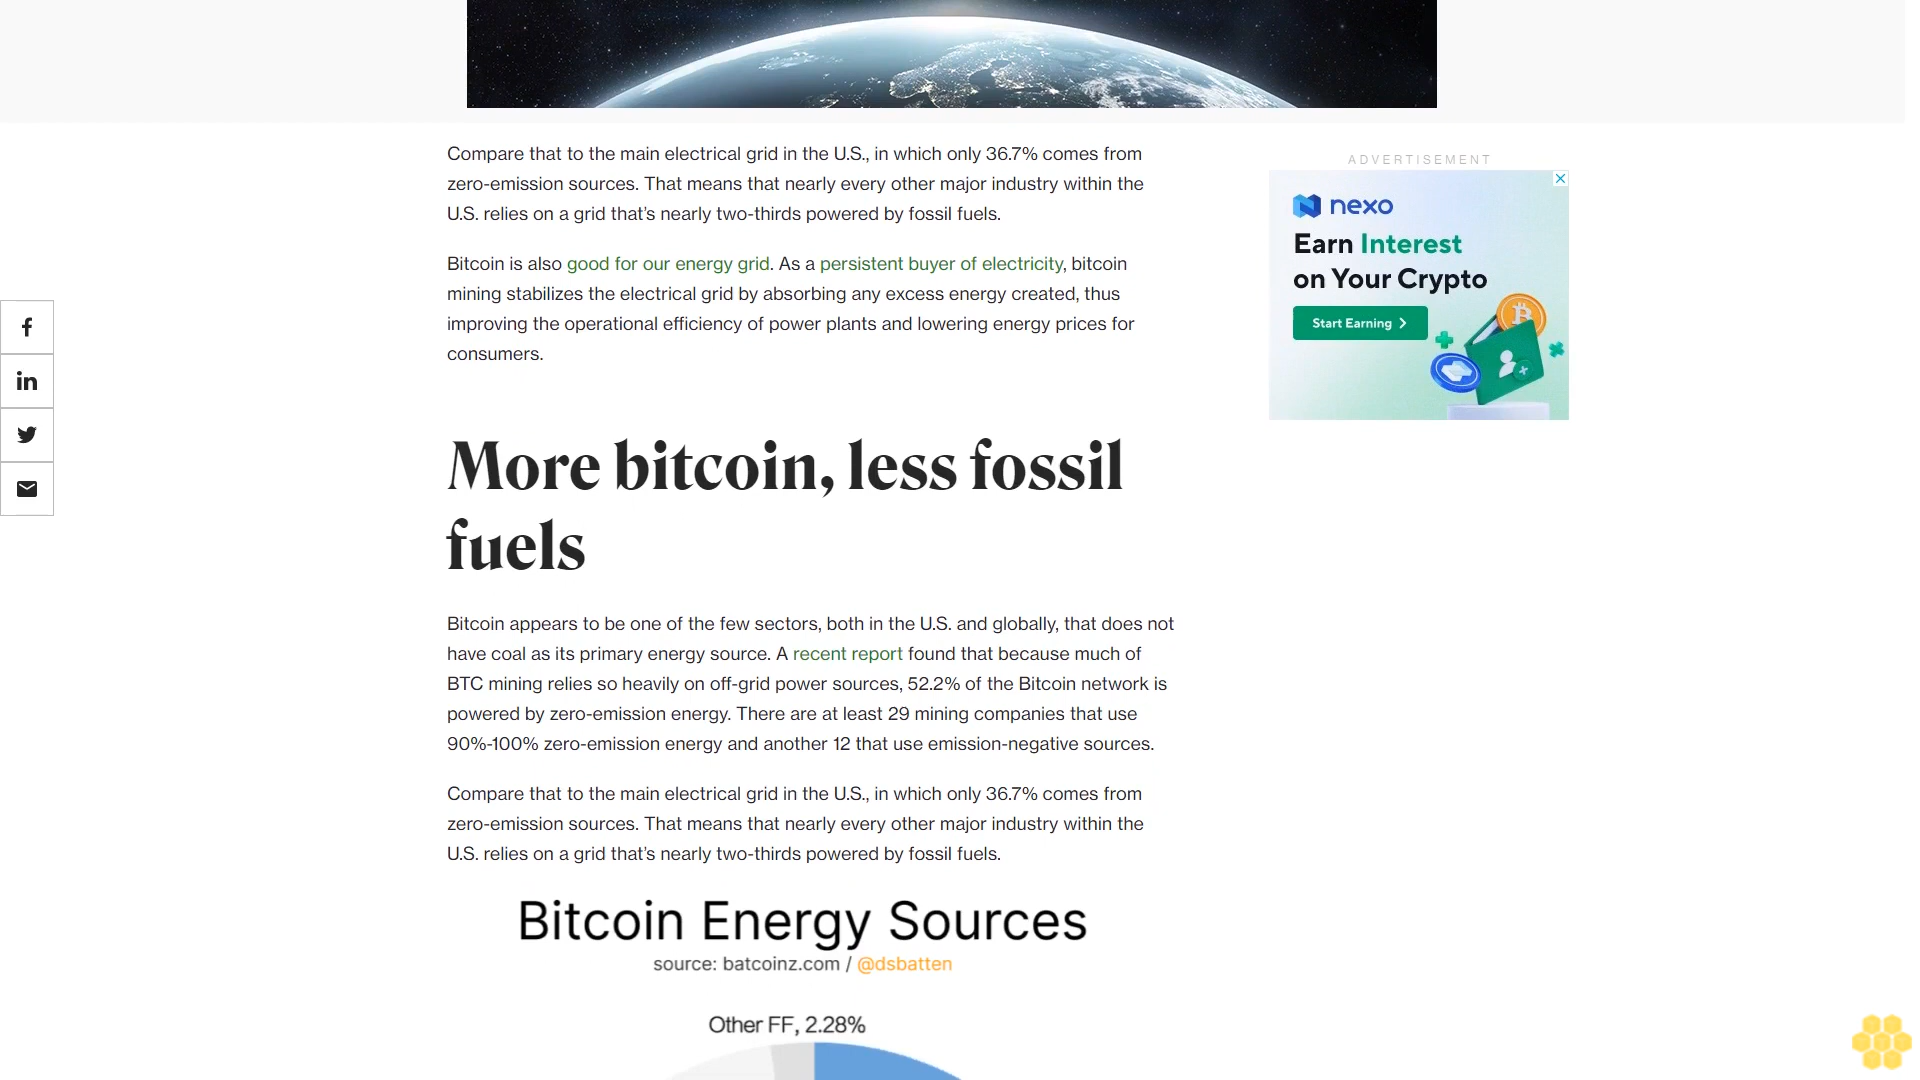 Compare that to the main electrical grid in the U.S., in which only 36.7% comes from
zero-emission sources. That means that nearly every other major industry within the
U.S. relies on a grid that’s nearly two-thirds powered by fossil fuels.
Bitcoin is also good for our energy grid. As a persistent buyer of electricity, bitcoin
mining stabilizes the electrical grid by absorbing any excess energy created, thus
improving the operational efficiency of power plants and lowering energy prices for
consumers.
More bitcoin, less fossil
fuels
Bitcoin appears to be one of the few sectors, both in the U.S. and globally, that does not
have coal as its primary energy source. A recent report found that because much of
BTC mining relies so heavily on off-grid power sources, 52.2% of the Bitcoin network is
powered by zero-emission energy. There are at least 29 mining companies that use
90%-100% zero-emission energy and another 12 that use emission-negative sources.
Compare that to the main electrical grid in the U.S., in which only 36.7% comes from
zero-emission sources. That means that nearly every other major industry within the
U.S. relies on a grid that’s nearly two-thirds powered by fossil fuels.
Bitcoin Energy Sources
source: batcoinz.com / @dsbatten
Other FF, 2.28%
ADVERTISEMENT
nexo
Earn Interest
on Your Crypto
Start Earning